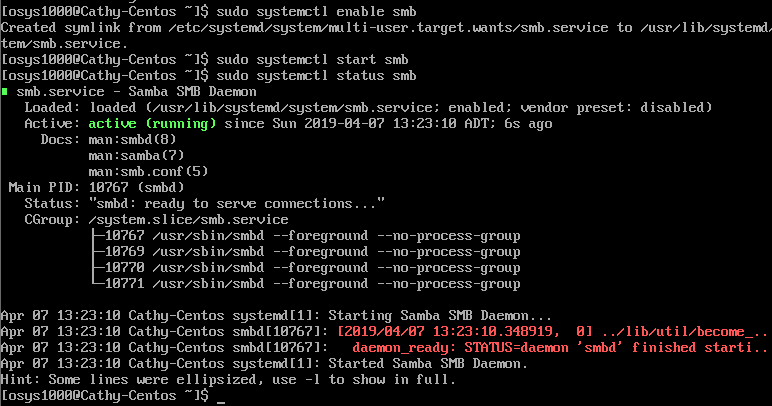 [osys1000@Cathy-Centos ~]$ sudo systemctl enable smb
Created symlink from /etc/systemd/system/multi-user.target.wants/smb.service to /usr/lib/systemd/sys
tem/smb.service.
[osys1000@Cathy-Centos ~]$ sudo systemctl start smb
[osys1000@Cathy-Centos ~]$ sudo systemctl status smb
smb.service - Samba SMB Daemon
Loaded: loaded (/usr/lib/systemd/system/smb.service; enabled; vendor preset: disabled)
Active: active (running) since Sun 2019-04-07 13:23:10 ADT; 6s ago
Docs: man:smbd(8)
man:samba(7)
man:smb.conf(5)
Main PID: 10767 (smbd)
Status: "smbd: ready to serve connections..."
CGroup: /system.slice/smb.service
├─10767 /usr/sbin/smbd --foreground --no-process-group
├─10769 /usr/sbin/smbd --foreground --no-process-group
├─10770 /usr/sbin/smbd --foreground --no-process-group
└─10771 /usr/sbin/smbd --foreground --no-process-group
Apr 07 13:23:10 Cathy-Centos systemd[1]: Starting Samba SMB Daemon...
Apr 07 13:23:10 Cathy-Centos smbd[10767]: [2019/04/07 13:23:10.348919,  0] ../lib/util/become_...
Apr 07 13:23:10 Cathy-Centos smbd[10767]:   daemon_ready: STATUS=daemon 'smbd' finished starti...
Apr 07 13:23:10 Cathy-Centos systemd[1]: Started Samba SMB Daemon.
Hint: Some lines were ellipsized, use -l to show in full.
[osys1000@Cathy-Centos ~]$ _